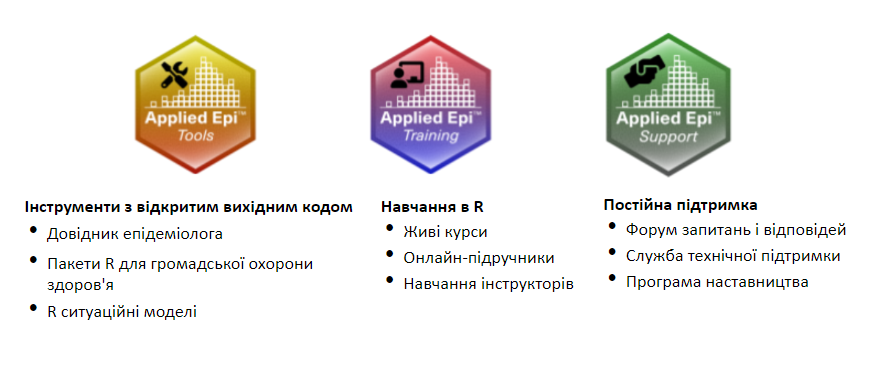 Applied Epi™
Tools
Applied Epi™
Training
Applied Epi™
Support
Інструменти з відкритим вихідним кодом
• Довідник епідеміолога
• Пакети R для громадської охорони
здоров'я
• R ситуаційні моделі
Навчання в R
• Живі курси
• Онлайн-підручники
• Навчання інструкторів
Постійна підтримка
• Форум запитань і відповідей
• Служба технічної підтримки
• Програма наставництва